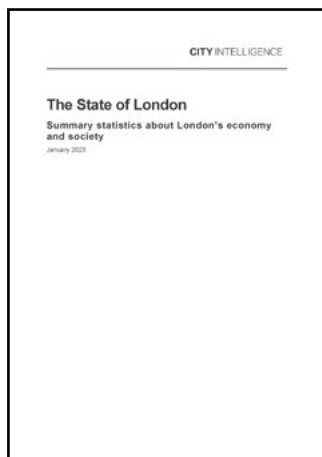 CITY INTELLIGENCE
The State of London
Summary statistics about London's economy
and society
January 2023